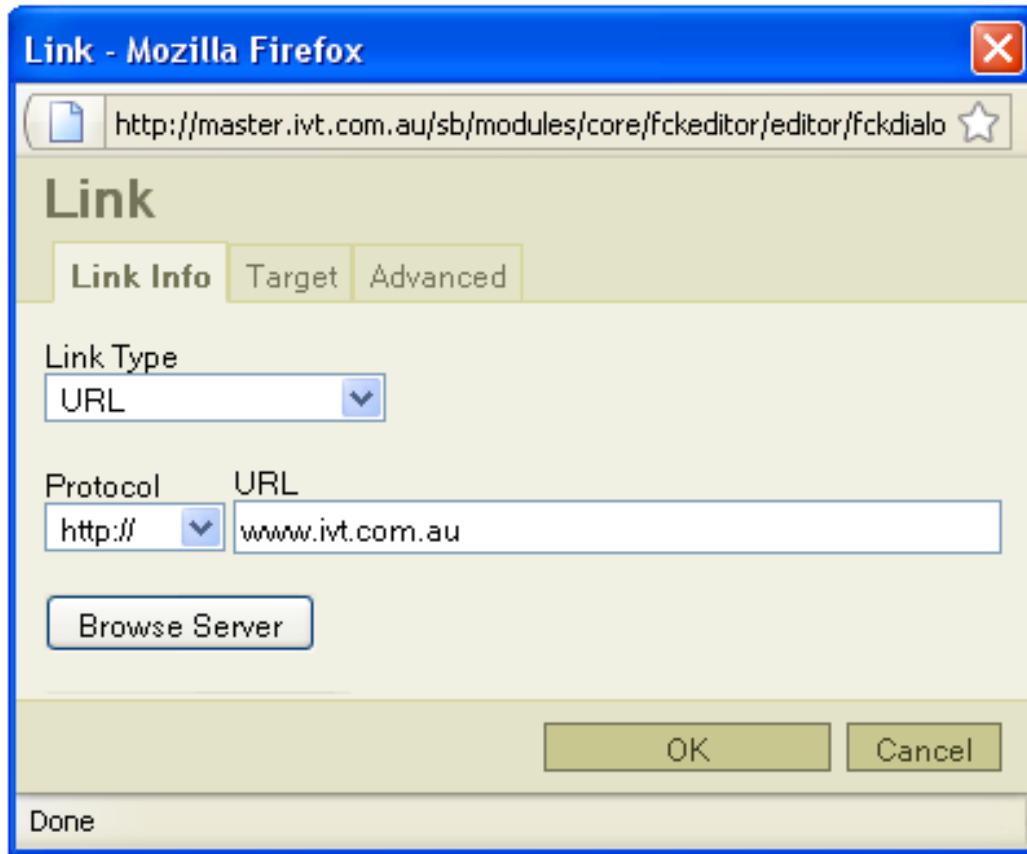 Link - Mozilla Firefox
http://master.ivt.com.au/sb/modules/core/fckeditor/editor/fckdialo
Link
Link Info Target Advanced
Link Type
URL
Protocol URL
http:// www.ivt.com.au
Browse Server
OK Cancel
Done